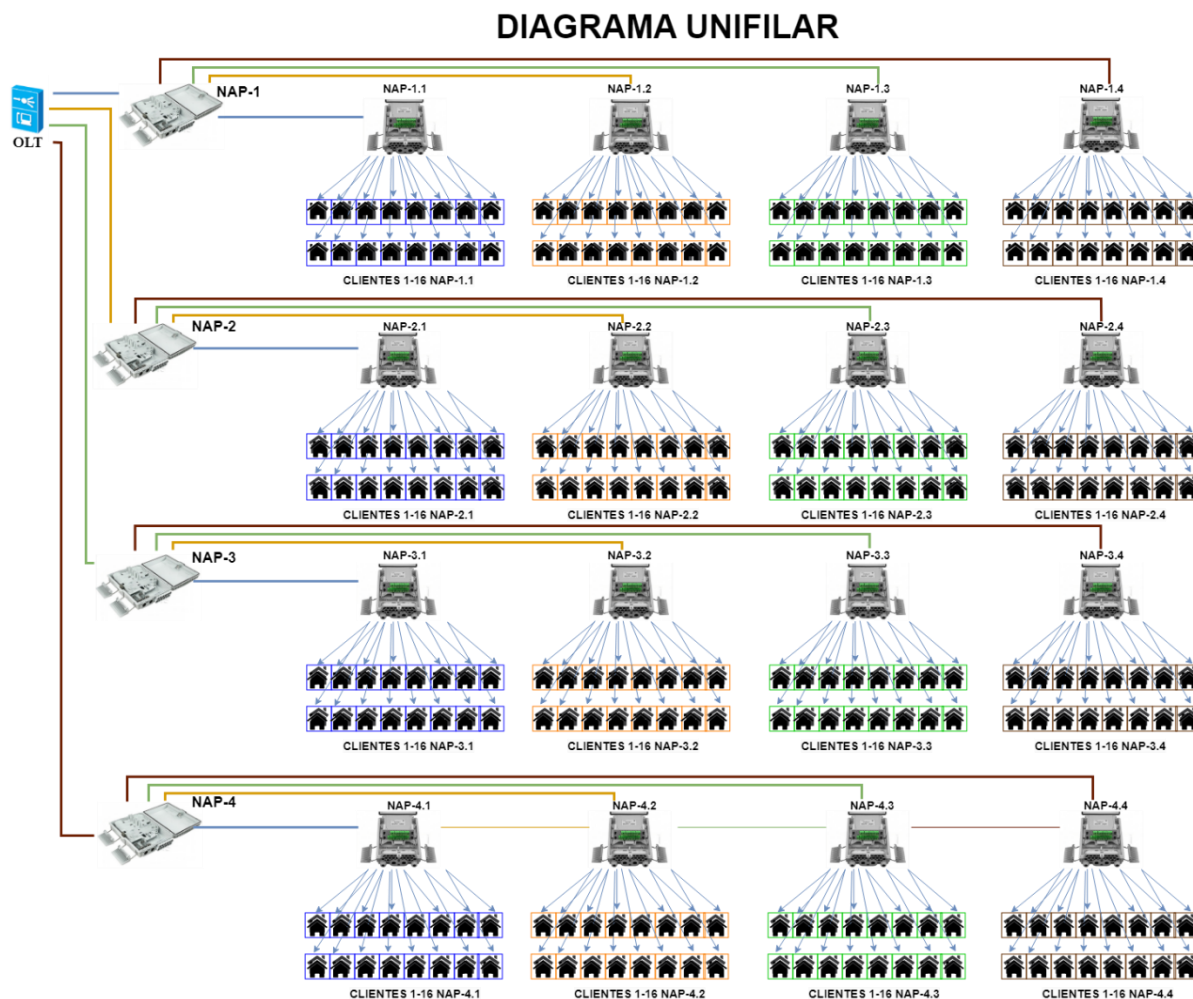 DIAGRAMA UNIFILAR
OLT
NAP-1
NAP-1.1
NAP-1.2
NAP-1.3
NAP-1.4
CLIENTES 1-16 NAP-1.1
CLIENTES 1-16 NAP-1.2
CLIENTES 1-16 NAP-1.3
CLIENTES 1-16 NAP-1.4
NAP-2
NAP-2.1
NAP-2.2
NAP-2.3
NAP-2.4
CLIENTES 1-16 NAP-2.1
CLIENTES 1-16 NAP-2.2
CLIENTES 1-16 NAP-2.3
CLIENTES 1-16 NAP-2.4
NAP-3
NAP-3.1
NAP-3.2
NAP-3.3
NAP-3.4
CLIENTES 1-16 NAP-3.1
CLIENTES 1-16 NAP-3.2
CLIENTES 1-16 NAP-3.3
CLIENTES 1-16 NAP-3.4
NAP-4
NAP-4.1
NAP-4.2
NAP-4.3
NAP-4.4
CLIENTES 1-16 NAP-4.1
CLIENTES 1-16 NAP-4.2
CLIENTES 1-16 NAP-4.3
CLIENTES 1-16 NAP-4.4